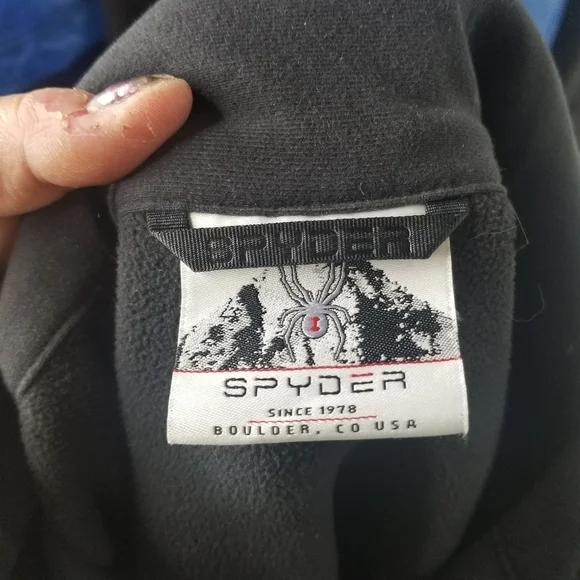 SPYDER
SPYDER
SINCE 1978
BOULDER, CO USA